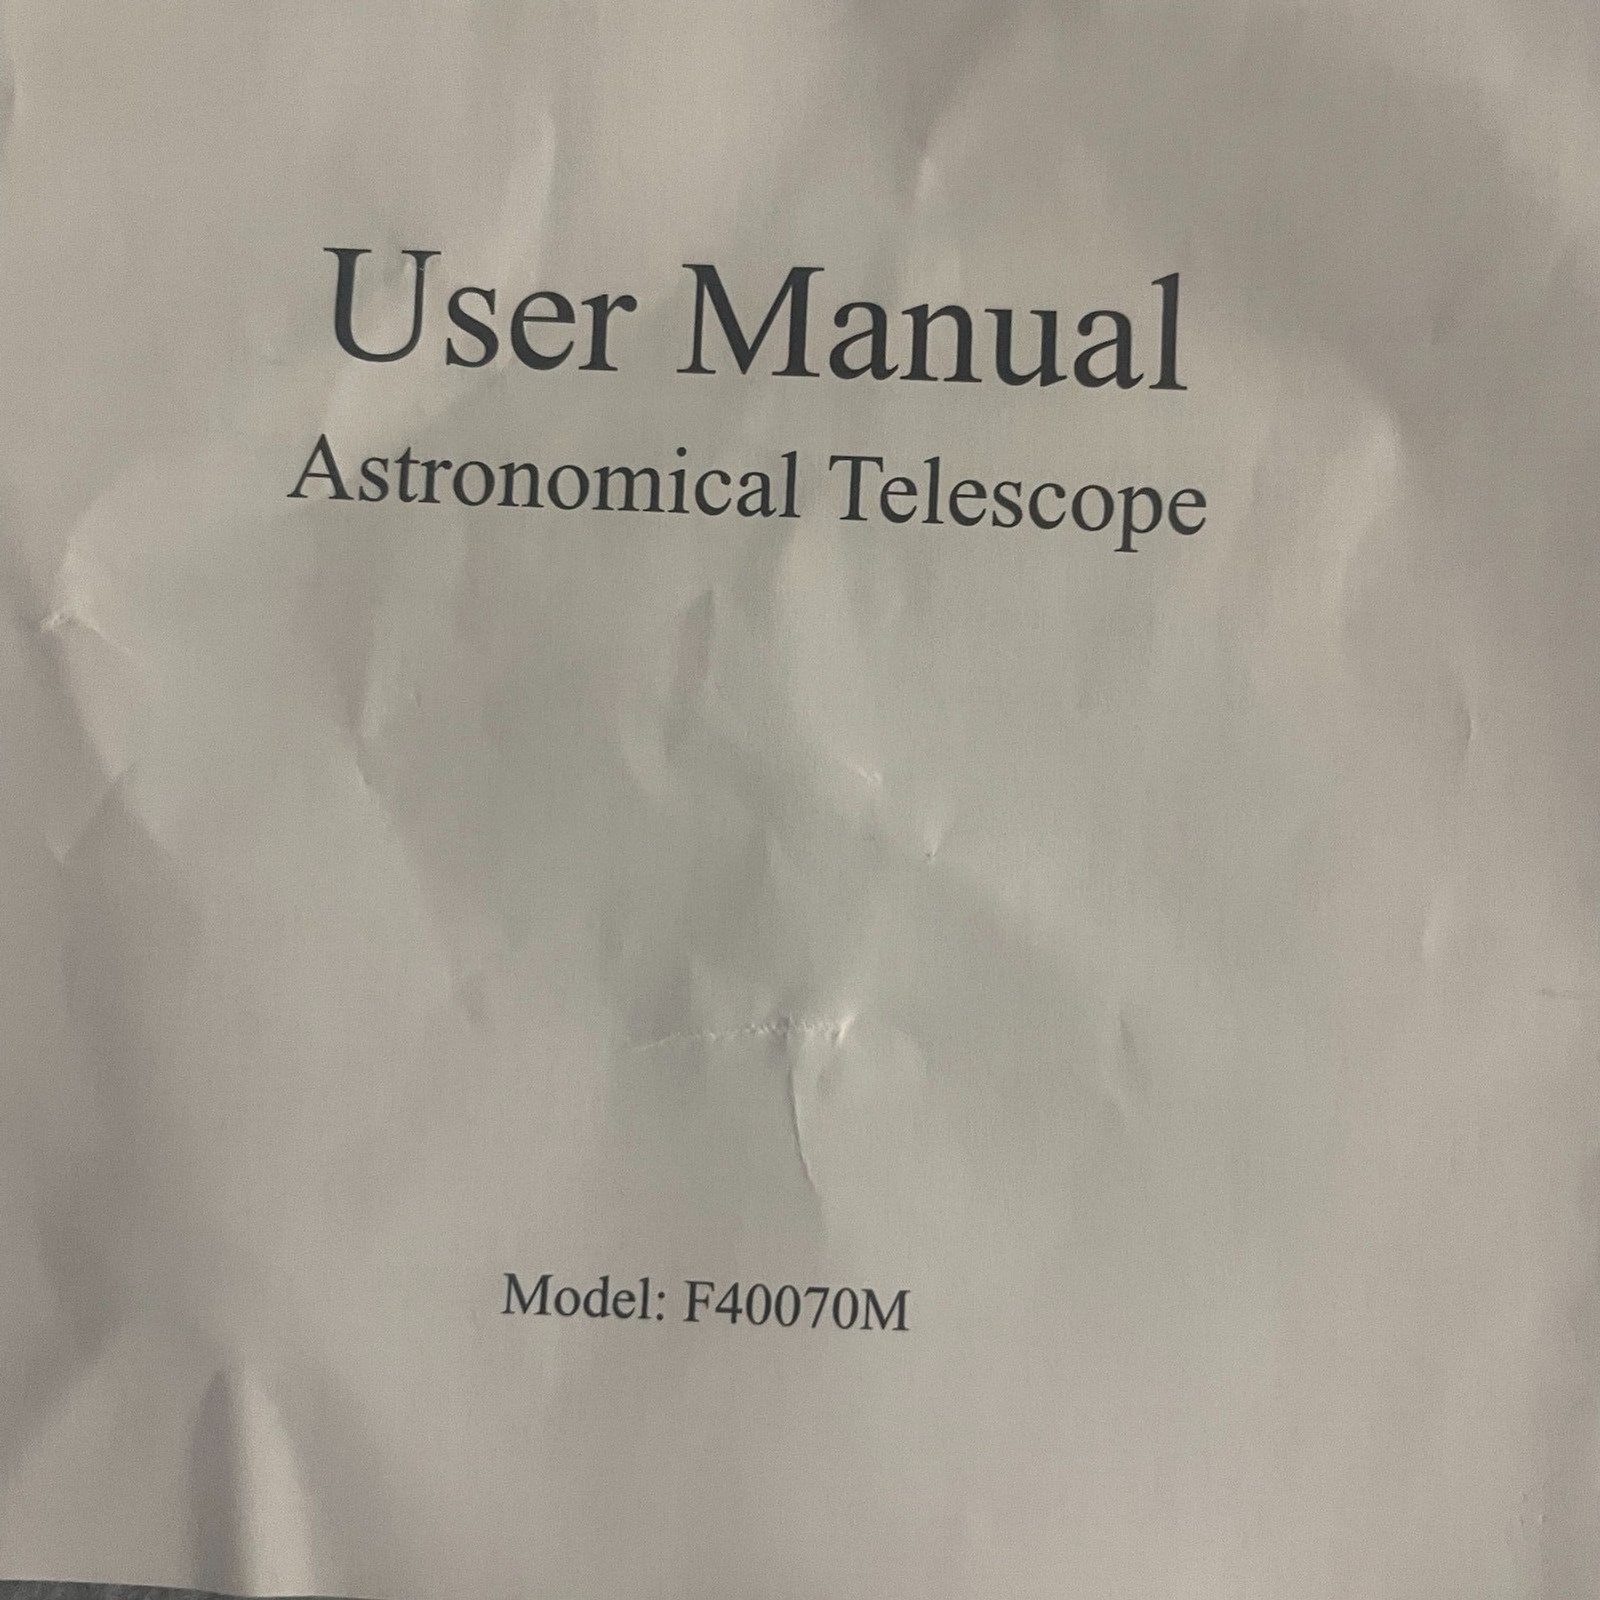 User Manual
Astronomical Telescope
Model: F40070M